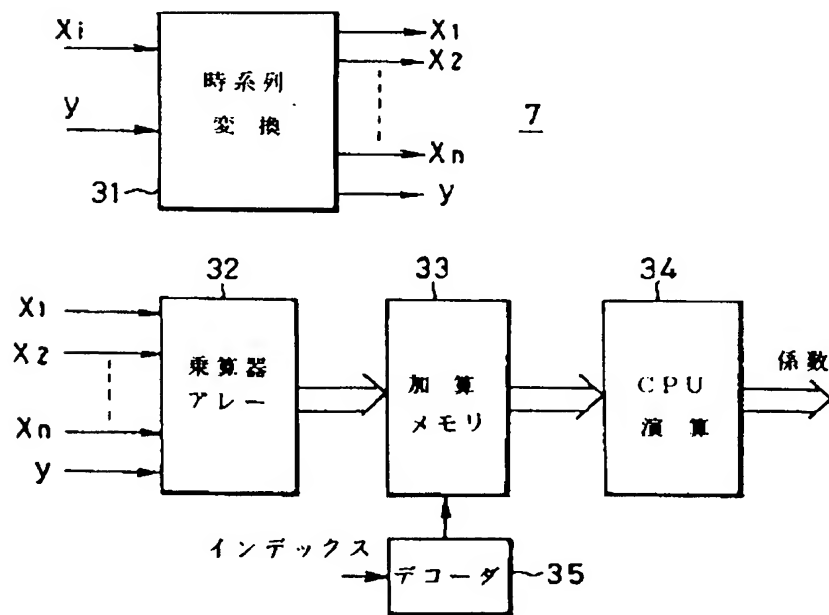 Xi
y
時系列
変換
31
X1
X2
Xn
y
7
32
33
34
X1
X2
Xn
y
乗算器
アレー
加算
メモリ
CPU
演算
係数
インデックス
デコーダ
35